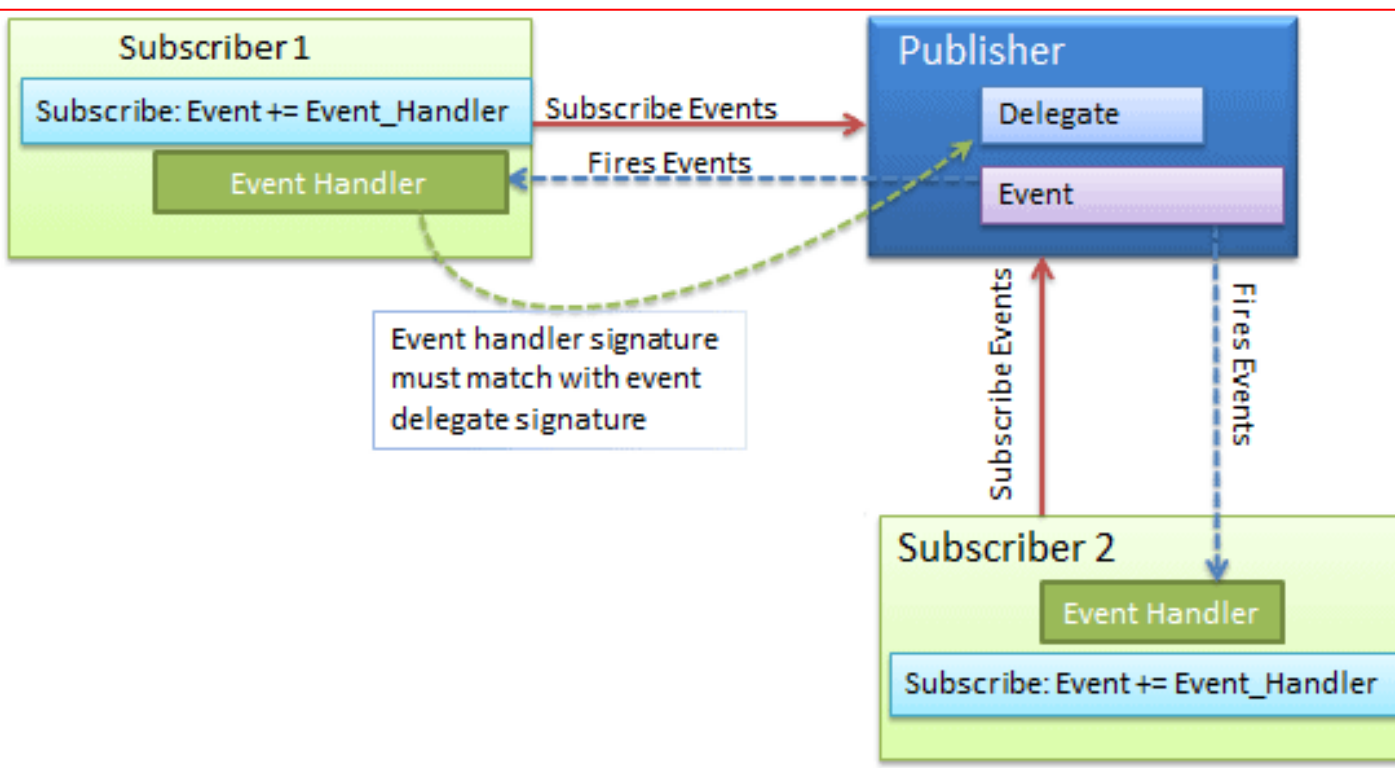 Subscriber 1
Subscribe: Event += Event_Handler
Event Handler
Subscribe Events
Fires Events
Publisher
Delegate
Event
Event handler signature
must match with event
delegate signature
Subscribe Events
Fires Events
Subscriber 2
Event Handler
Subscribe: Event += Event_Handler